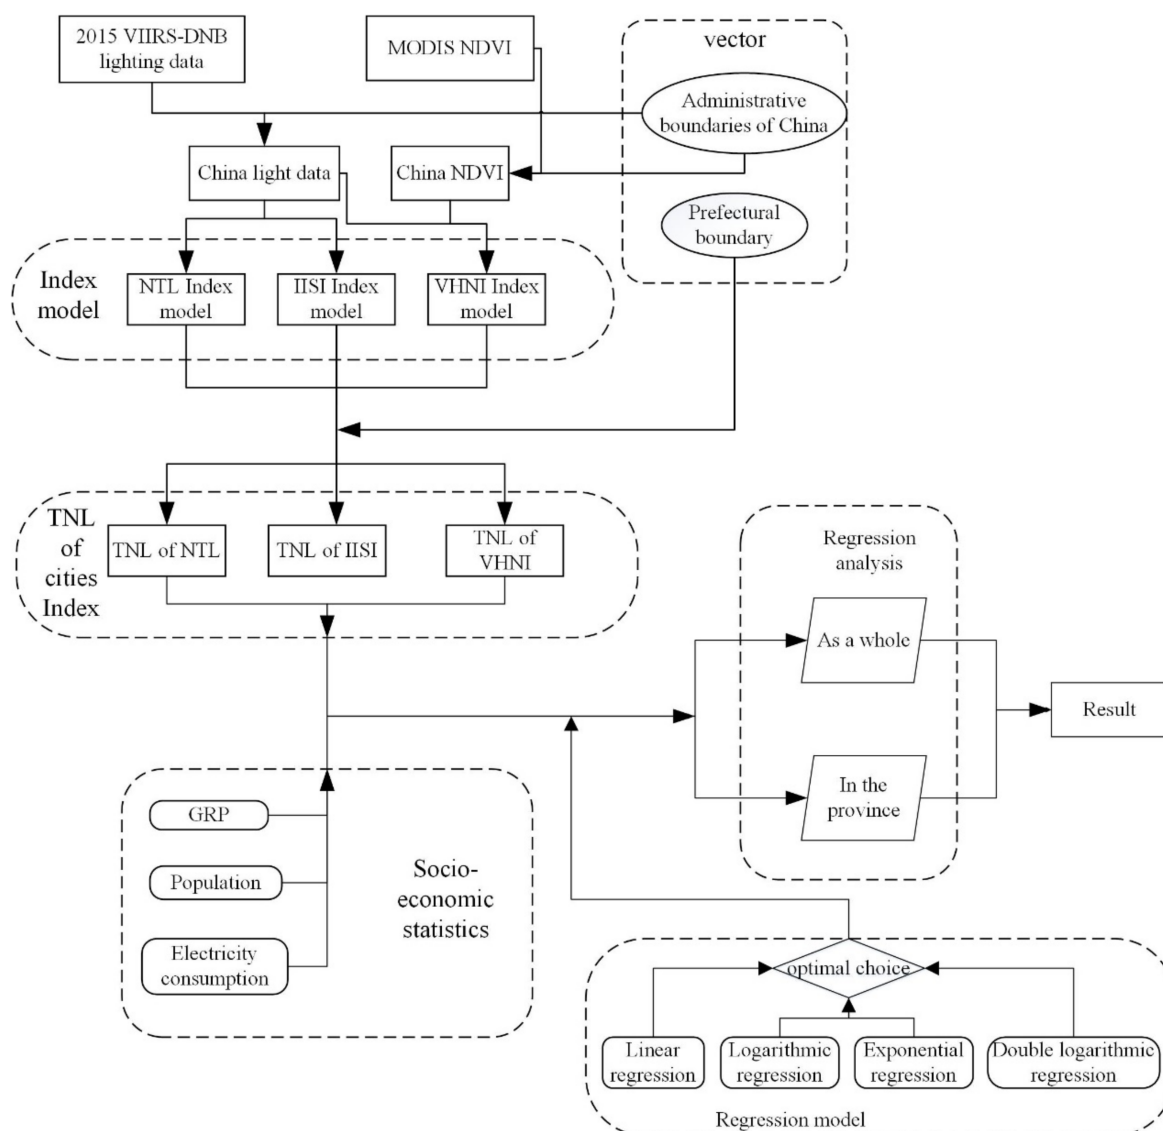 2015 VIIRS-DNB
lighting data
MODIS NDVI
vector
Administrative
boundaries of China
China light data
China NDVI
Prefectural
boundary
Index
model
NTL Index
model
IISI Index
model
VHNI Index
model
TNL
of
cities
Index
TNL of NTL
TNL of IISI
TNL of
VHNI
Regression
analysis
As a whole
In the
province
Result
GRP
Population
Electricity
consumption
Socio-
economic
statistics
optimal choice
Linear
regression
Logarithmic
regression
Exponential
regression
Double logarithmic
regression
Regression model